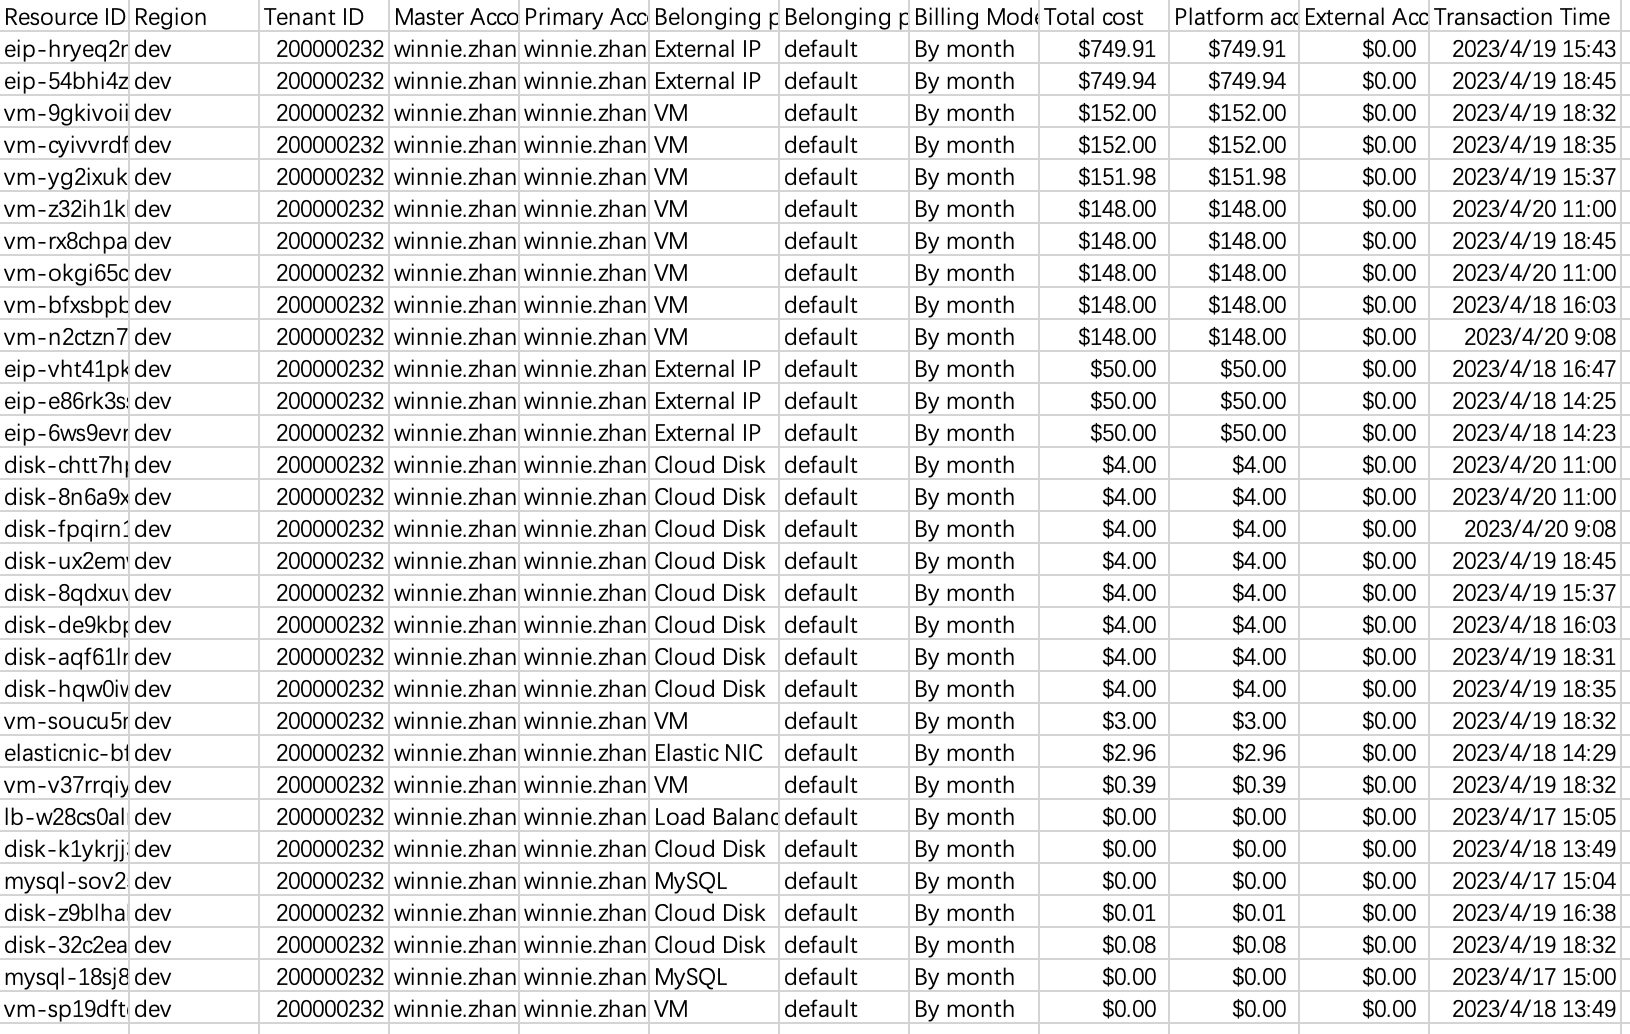 Resource ID Region Tenant ID Master Acco Primary Acc Belonging p Belonging p Billing Mode Total cost Platform acc External Acc Transaction Time
eip-hryeq2r dev 200000232 winnie.zhan winnie.zhan External IP default By month $749.91 $749.91 $0.00 2023/4/19 15:43
eip-54bhi4z dev 200000232 winnie.zhan winnie.zhan External IP default By month $749.94 $749.94 $0.00 2023/4/19 18:45
vm-9gkivoii dev 200000232 winnie.zhan winnie.zhan VM default By month $152.00 $152.00 $0.00 2023/4/19 18:32
vm-cyivvrdf dev 200000232 winnie.zhan winnie.zhan VM default By month $152.00 $152.00 $0.00 2023/4/19 18:35
vm-yg2ixuk dev 200000232 winnie.zhan winnie.zhan VM default By month $151.98 $151.98 $0.00 2023/4/19 15:37
vm-z32ih1k dev 200000232 winnie.zhan winnie.zhan VM default By month $148.00 $148.00 $0.00 2023/4/20 11:00
vm-rx8chpa dev 200000232 winnie.zhan winnie.zhan VM default By month $148.00 $148.00 $0.00 2023/4/19 18:45
vm-okgi65c dev 200000232 winnie.zhan winnie.zhan VM default By month $148.00 $148.00 $0.00 2023/4/20 11:00
vm-bfxsbpb dev 200000232 winnie.zhan winnie.zhan VM default By month $148.00 $148.00 $0.00 2023/4/18 16:03
vm-n2ctzn7 dev 200000232 winnie.zhan winnie.zhan VM default By month $148.00 $148.00 $0.00 2023/4/20 9:08
eip-vht41pk dev 200000232 winnie.zhan winnie.zhan External IP default By month $50.00 $50.00 $0.00 2023/4/18 16:47
eip-e86rk3s dev 200000232 winnie.zhan winnie.zhan External IP default By month $50.00 $50.00 $0.00 2023/4/18 14:25
eip-6ws9evr dev 200000232 winnie.zhan winnie.zhan External IP default By month $50.00 $50.00 $0.00 2023/4/18 14:23
disk-chtt7h dev 200000232 winnie.zhan winnie.zhan Cloud Disk default By month $4.00 $4.00 $0.00 2023/4/20 11:00
disk-8n6a9x dev 200000232 winnie.zhan winnie.zhan Cloud Disk default By month $4.00 $4.00 $0.00 2023/4/20 11:00
disk-fpqirn1 dev 200000232 winnie.zhan winnie.zhan Cloud Disk default By month $4.00 $4.00 $0.00 2023/4/20 9:08
disk-ux2em dev 200000232 winnie.zhan winnie.zhan Cloud Disk default By month $4.00 $4.00 $0.00 2023/4/19 18:45
disk-8qdxuv dev 200000232 winnie.zhan winnie.zhan Cloud Disk default By month $4.00 $4.00 $0.00 2023/4/19 15:37
disk-de9kbp dev 200000232 winnie.zhan winnie.zhan Cloud Disk default By month $4.00 $4.00 $0.00 2023/4/18 16:03
disk-aqf61lr dev 200000232 winnie.zhan winnie.zhan Cloud Disk default By month $4.00 $4.00 $0.00 2023/4/19 18:31
disk-hqw0iv dev 200000232 winnie.zhan winnie.zhan Cloud Disk default By month $4.00 $4.00 $0.00 2023/4/19 18:35
vm-soucu5r dev 200000232 winnie.zhan winnie.zhan VM default By month $3.00 $3.00 $0.00 2023/4/19 18:32
elasticnic-bf dev 200000232 winnie.zhan winnie.zhan Elastic NIC default By month $2.96 $2.96 $0.00 2023/4/18 14:29
vm-v37rrqiy dev 200000232 winnie.zhan winnie.zhan VM default By month $0.39 $0.39 $0.00 2023/4/19 18:32
lb-w28cs0al dev 200000232 winnie.zhan winnie.zhan Load Balanc default By month $0.00 $0.00 $0.00 2023/4/17 15:05
disk-k1ykrjj dev 200000232 winnie.zhan winnie.zhan Cloud Disk default By month $0.00 $0.00 $0.00 2023/4/18 13:49
mysql-sov2 dev 200000232 winnie.zhan winnie.zhan MySQL default By month $0.00 $0.00 $0.00 2023/4/17 15:04
disk-z9blha dev 200000232 winnie.zhan winnie.zhan Cloud Disk default By month $0.01 $0.01 $0.00 2023/4/19 16:38
disk-32c2ea dev 200000232 winnie.zhan winnie.zhan Cloud Disk default By month $0.08 $0.08 $0.00 2023/4/19 18:32
mysql-18sj8 dev 200000232 winnie.zhan winnie.zhan MySQL default By month $0.00 $0.00 $0.00 2023/4/17 15:00
vm-sp19dft dev 200000232 winnie.zhan winnie.zhan VM default By month $0.00 $0.00 $0.00 2023/4/18 13:49